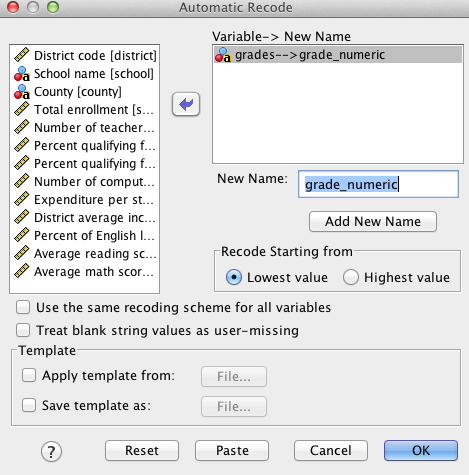 Automatic Recode
Variable-> New Name
District code [district]
School name [school]
County [county]
Total enrollment [s...
Number of teacher...
Percent qualifying f...
Percent qualifying f...
Number of comput...
Expenditure per st...
District average inc...
Percent of English l...
Average reading sc...
Average math scor...
grades-->grade_numeric
New Name:
grade_numeric
Add New Name
Recode Starting from
Lowest value
Highest value
Use the same recoding scheme for all variables
Treat blank string values as user-missing
Template
Apply template from:
File...
Save template as:
File...
?
Reset
Paste
Cancel
OK